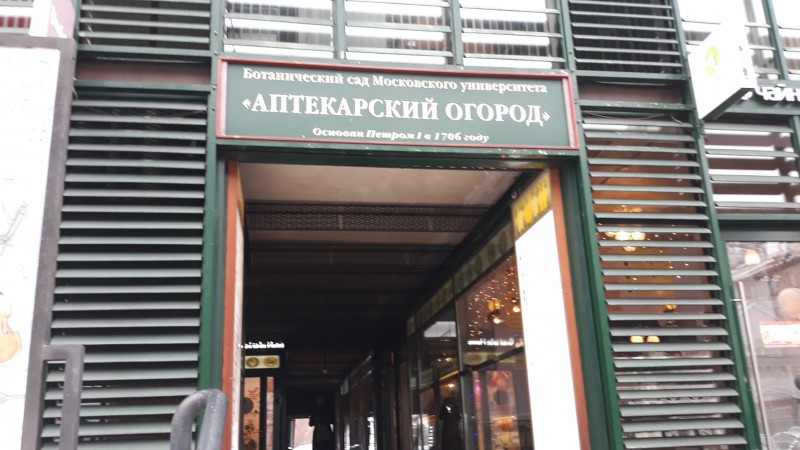 Ботанический сад Московского университета
«АПТЕКАРСКИЙ ОГОРОД»
Основан Петром I в 1706 году